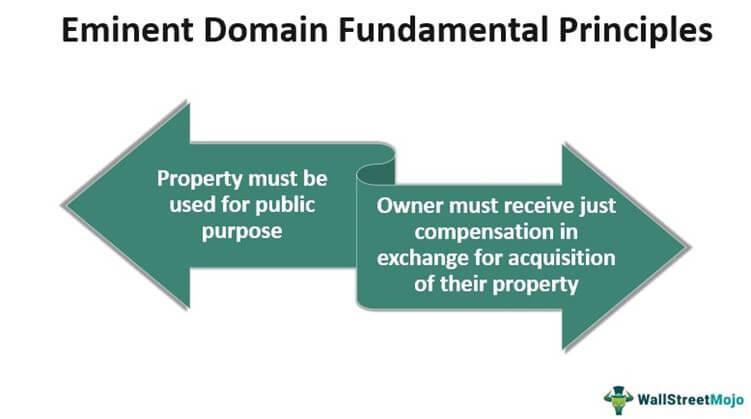 Eminent Domain Fundamental Principles
Property must be
used for public
purpose
Owner must receive just
compensation in
exchange for acquisition
of their property
WallStreetMojo